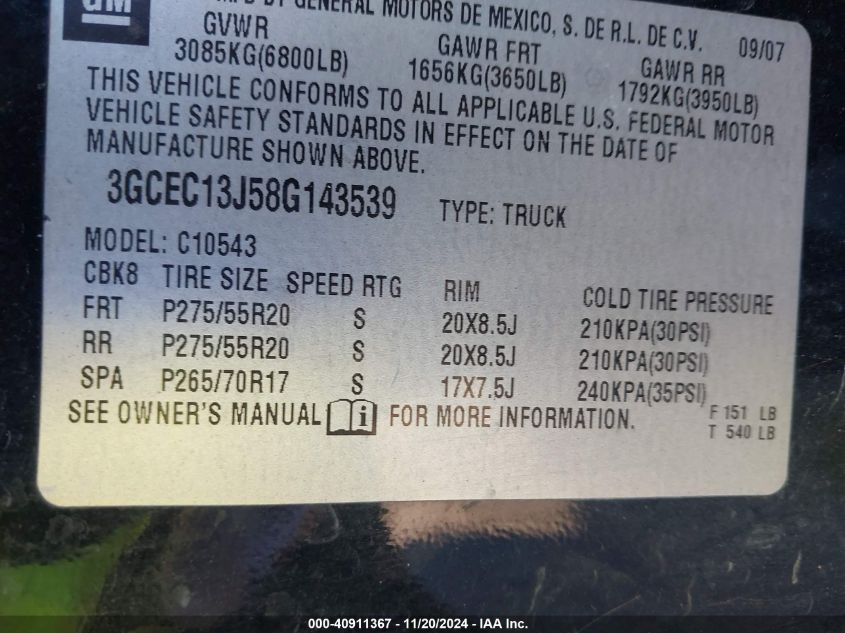 GM
MFD BY GENERAL MOTORS DE MEXICO, S. DE R.L. DE C.V. 09/07
GVWR GAWR FRT GAWR RR
3085KG(6800LB) 1656KG(3650LB) 1792KG(3950LB)
THIS VEHICLE CONFORMS TO ALL APPLICABLE U.S. FEDERAL MOTOR
VEHICLE SAFETY STANDARDS IN EFFECT ON THE DATE OF
MANUFACTURE SHOWN ABOVE.
3GCEC13J58G143539 TYPE: TRUCK
MODEL: C10543
CBK8 TIRE SIZE SPEED RTG RIM COLD TIRE PRESSURE
FRT P275/55R20 S 20X8.5J 210KPA(30PSI)
RR P275/55R20 S 20X8.5J 210KPA(30PSI)
SPA P265/70R17 S 17X7.5J 240KPA(35PSI)
SEE OWNER'S MANUAL i FOR MORE INFORMATION.
F 151 LB
T 540 LB
000-40911367 - 11/20/2024 - IAA Inc.